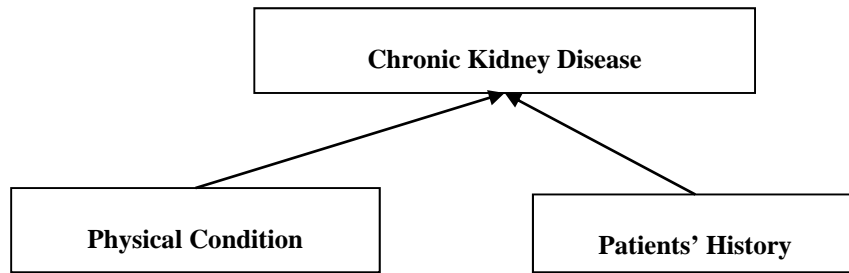 Chronic Kidney Disease
Physical Condition
Patients’ History